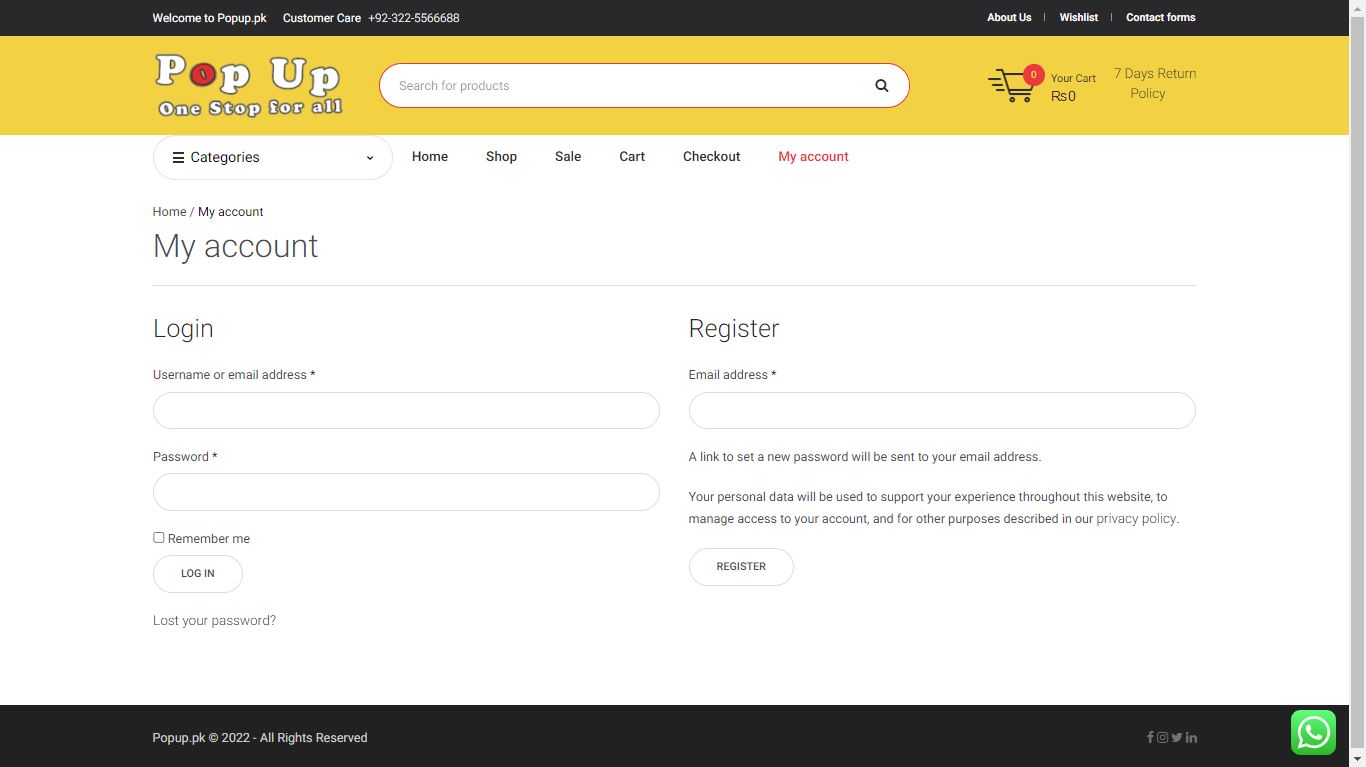 Welcome to Popup.pk Customer Care +92-322-5566688 About Us Wishlist Contact forms
Pop Up
One Stop for all
Search for products
0
Your Cart
₨0
7 Days Return
Policy
Categories Home Shop Sale Cart Checkout My account
Home / My account
My account
Login
Username or email address *
Password *
Remember me
LOG IN
Lost your password?
Register
Email address *
A link to set a new password will be sent to your email address.
Your personal data will be used to support your experience throughout this website, to
manage access to your account, and for other purposes described in our privacy policy.
REGISTER
Popup.pk © 2022 - All Rights Reserved